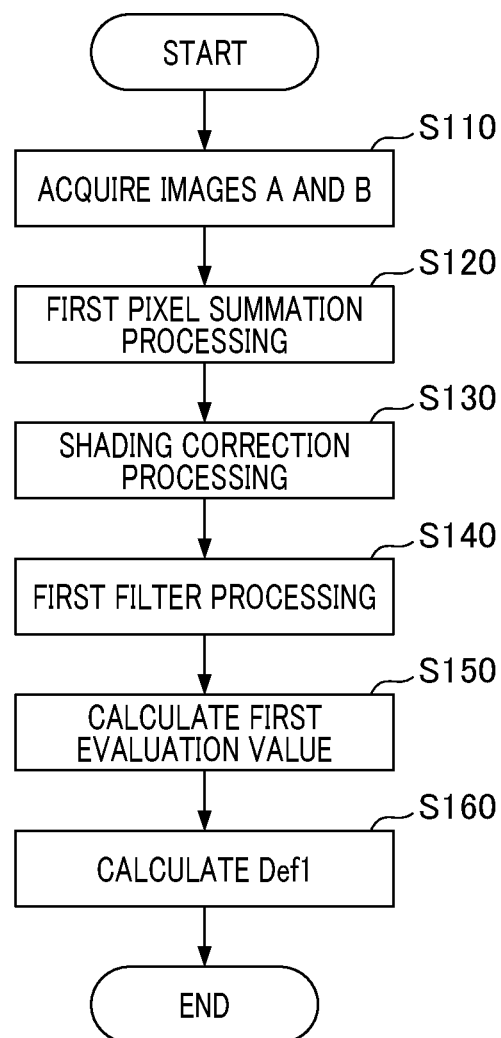 START
S110
ACQUIRE IMAGES A AND B
S120
FIRST PIXEL SUMMATION
PROCESSING
S130
SHADING CORRECTION
PROCESSING
S140
FIRST FILTER PROCESSING
S150
CALCULATE FIRST
EVALUATION VALUE
S160
CALCULATE Def1
END